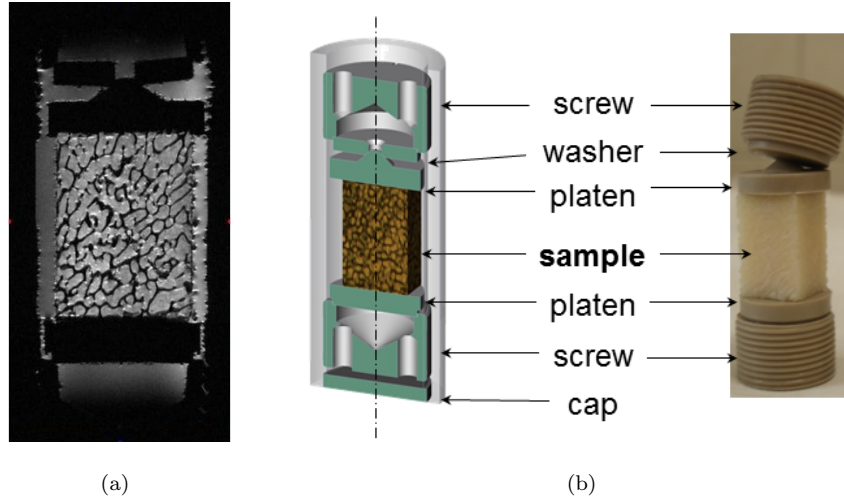 screw
washer
platen
sample
platen
screw
cap
(a)
(b)